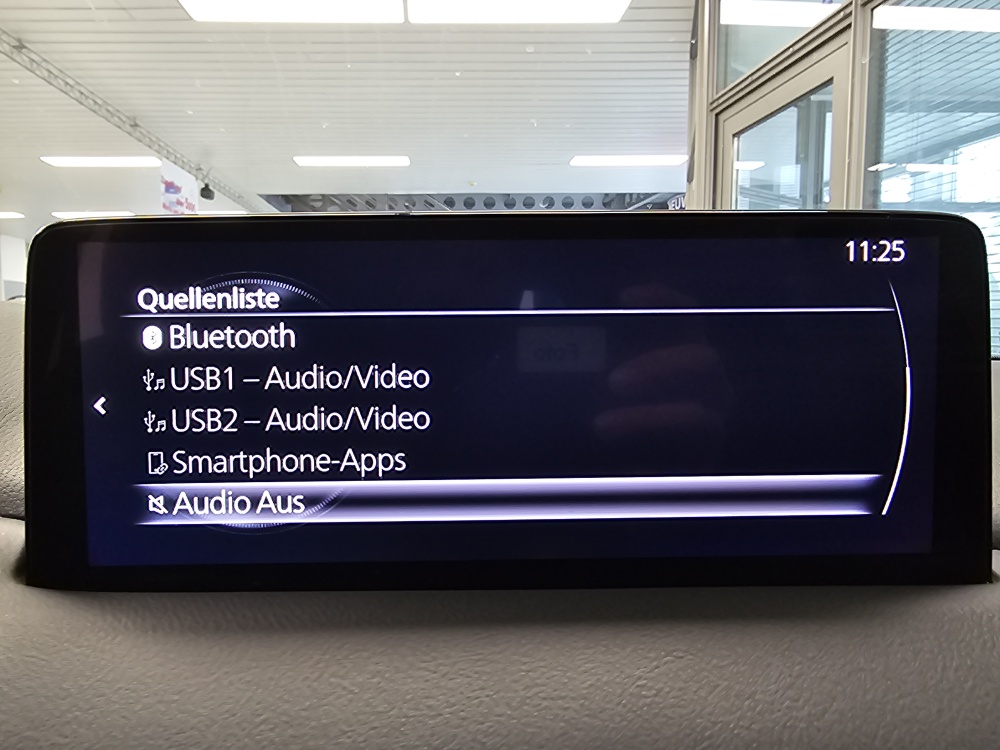 11:25
Quellenliste
Bluetooth
USB1 – Audio/Video
USB2 – Audio/Video
Smartphone-Apps
Audio Aus